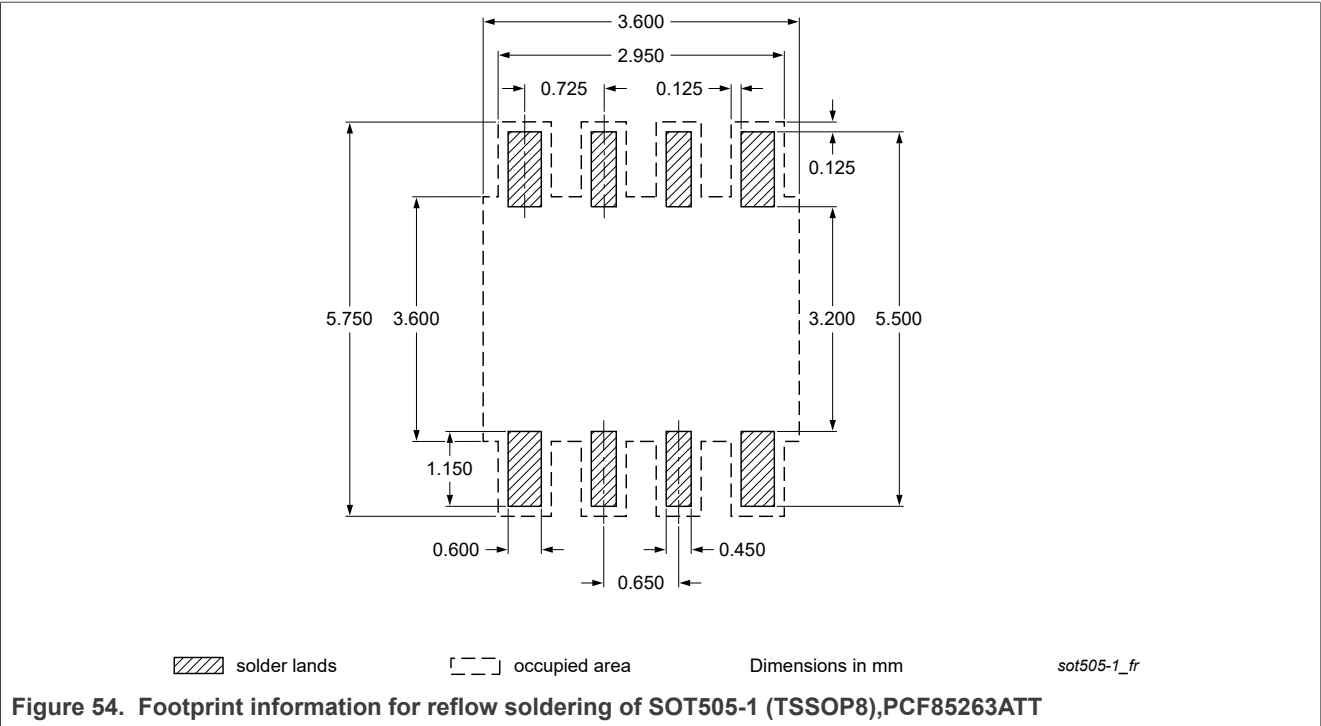 3.600
2.950
0.725
0.125
0.125
5.750
3.600
3.200
5.500
1.150
0.600
0.450
0.650
solder lands
occupied area
Dimensions in mm
sot505-1_fr
Figure 54. Footprint information for reflow soldering of SOT505-1 (TSSOP8),PCF85263ATT